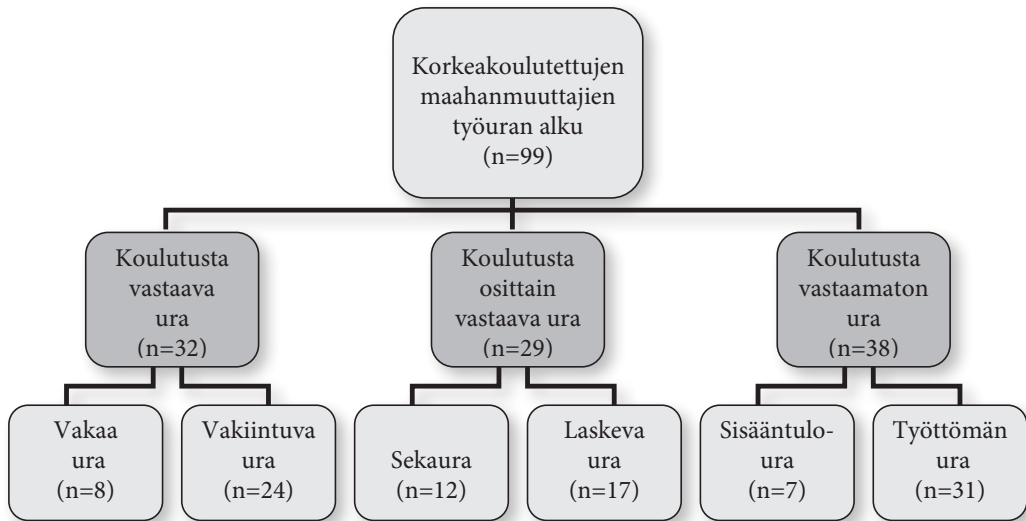 Korkeakoulutettujen
maahanmuuttajien
työuran alku
(n=99)
Koulutusta
vastaava
ura
(n=32)
Koulutusta
osittain
vastaava ura
(n=29)
Koulutusta
vastaamaton
ura
(n=38)
Vakaa
ura
(n=8)
Vakiintuva
ura
(n=24)
Sekaura
(n=12)
Laskeva
ura
(n=17)
Sisääntulo-
ura
(n=7)
Työttömän
ura
(n=31)